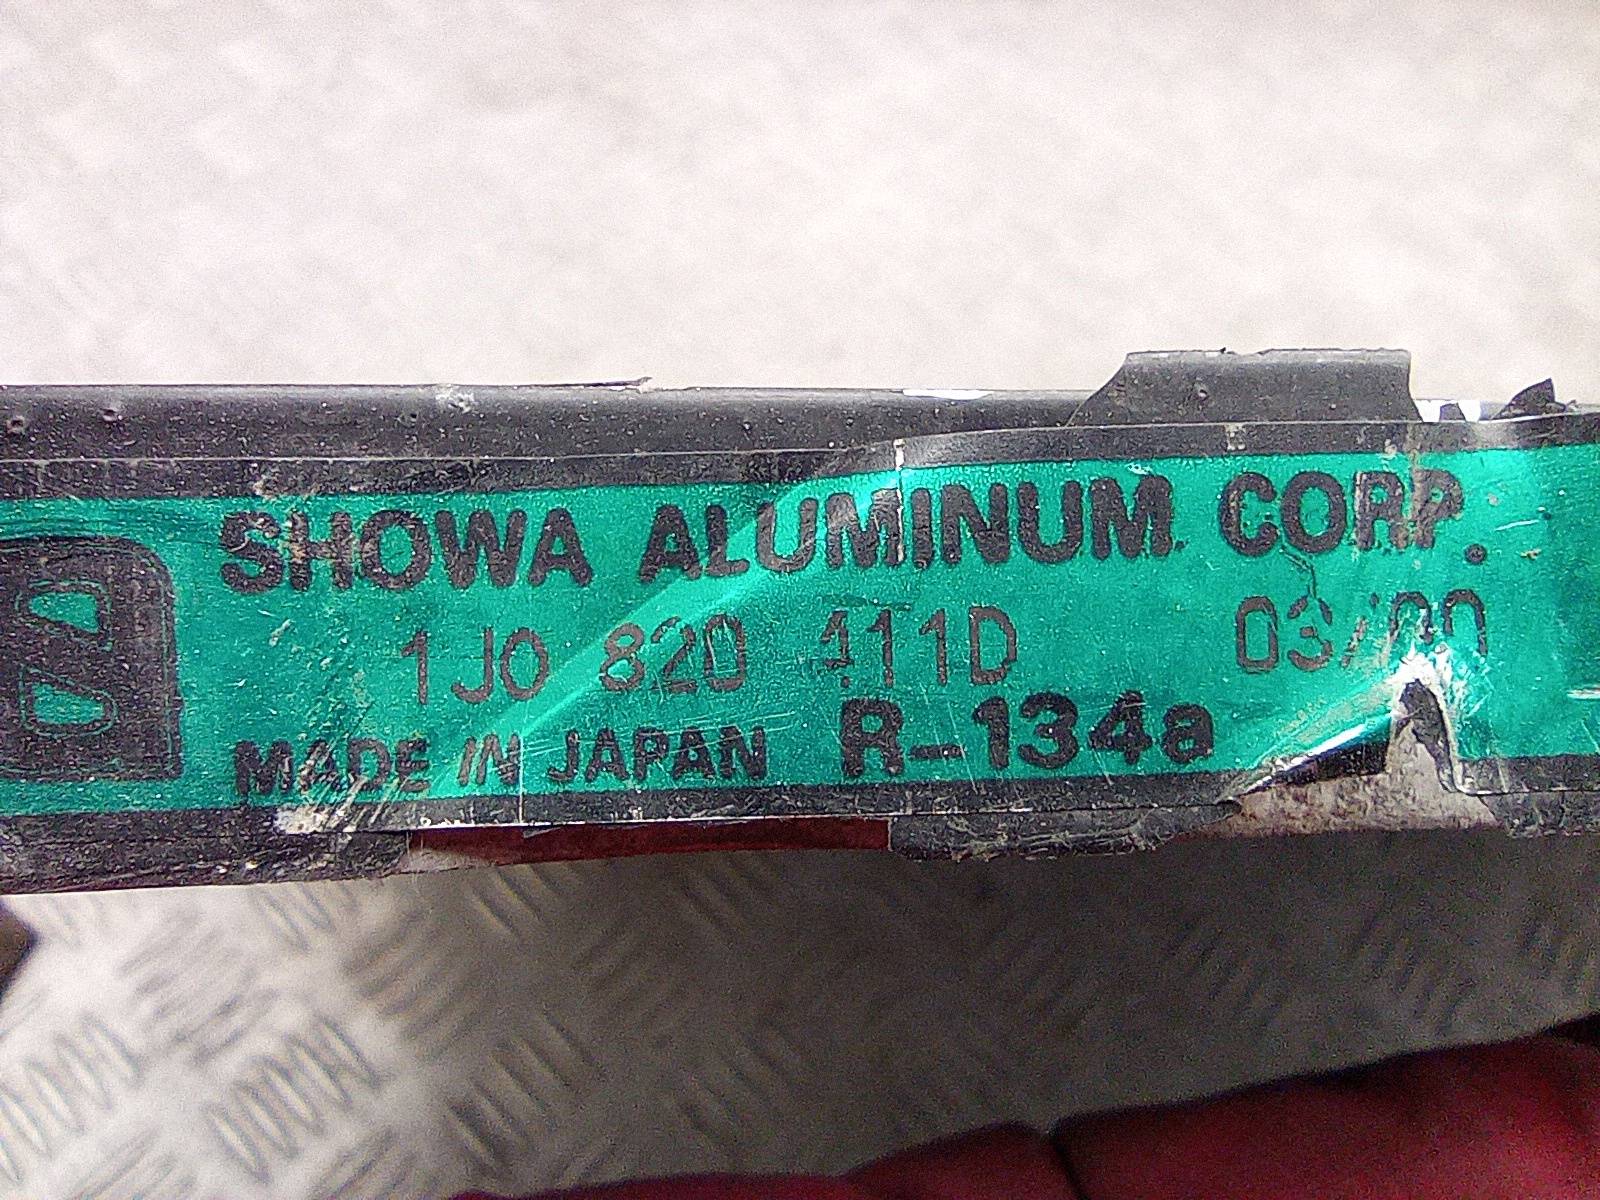 SHOWA ALUMINUM CORP.
1J0 820 411D 03/00
MADE IN JAPAN R-134a